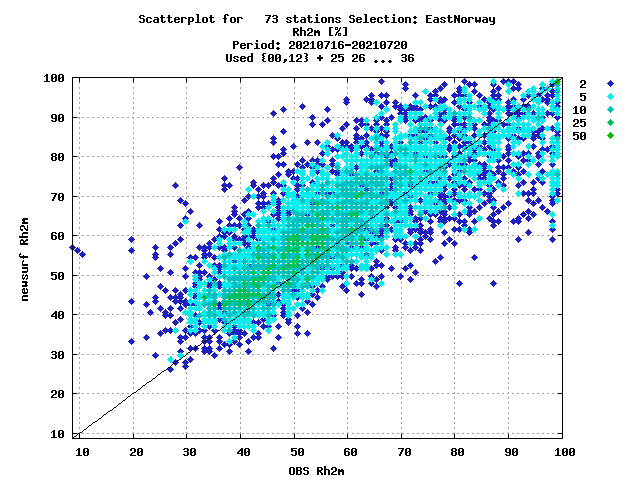 Scatterplot for   73 stations Selection: EastNorway
Rh2m [%]
Period: 20210716-20210720
Used {00,12} + 25 26 ... 36
100
90
80
70
60
50
40
30
20
10
newsurf Rh2m
10 20 30 40 50 60 70 80 90 100
OBS Rh2m
2
5
10
25
50